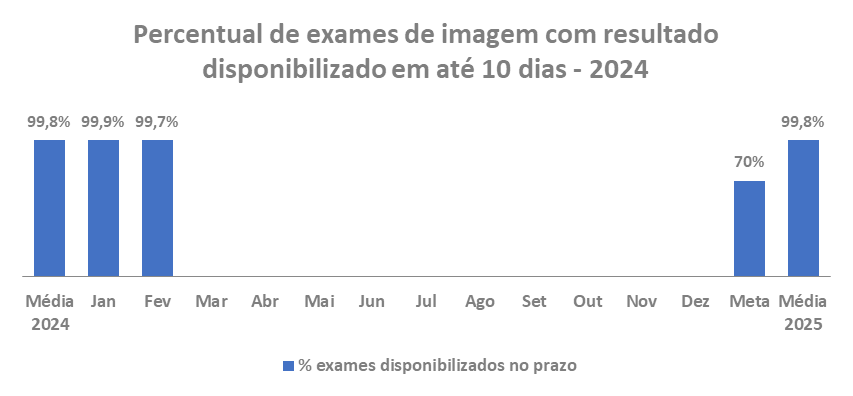 Percentual de exames de imagem com resultado
disponibilizado em até 10 dias - 2024
99,8% 99,9% 99,7% 70% 99,8%
Média Jan Fev Mar Abr Mai Jun Jul Ago Set Out Nov Dez Meta Média
2024 2025
% exames disponibilizados no prazo